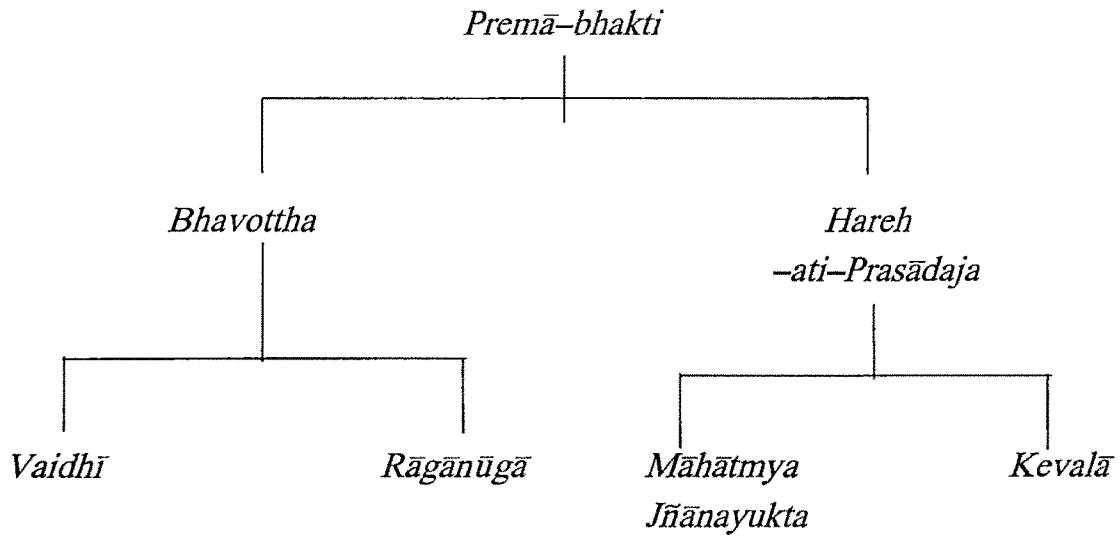 Premā–bhakti
Bhavottha
Hareh
–ati–Prasādaja
Vaidhī
Rāgānūgā
Māhātmya
Jñānayukta
Kevalā